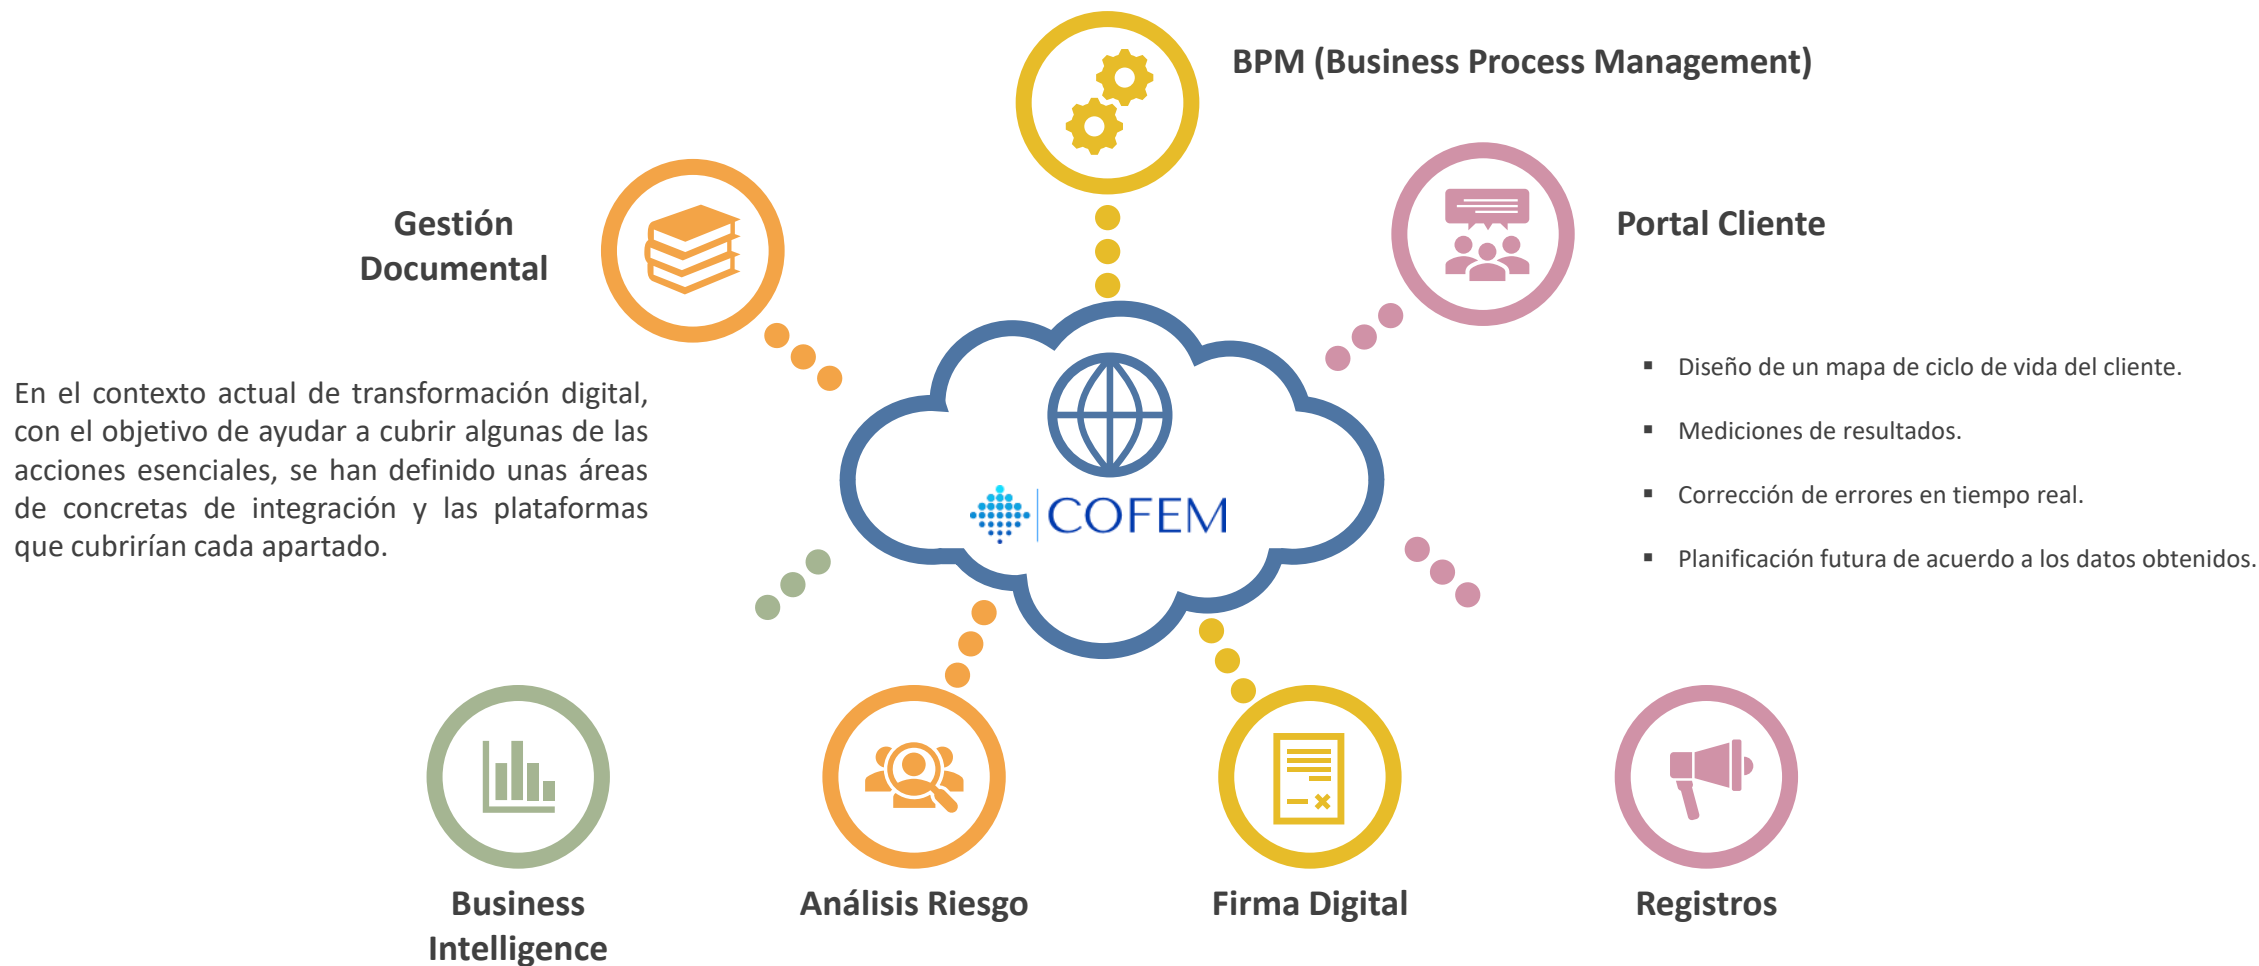 BPM (Business Process Management)
Gestión
Documental
Portal Cliente
En el contexto actual de transformación digital,
con el objetivo de ayudar a cubrir algunas de las
acciones esenciales, se han definido unas áreas
de concretas de integración y las plataformas
que cubrirían cada apartado.
COFEM
▪ Diseño de un mapa de ciclo de vida del cliente.
▪ Mediciones de resultados.
▪ Corrección de errores en tiempo real.
▪ Planificación futura de acuerdo a los datos obtenidos.
Business
Intelligence
Análisis Riesgo
Firma Digital
Registros